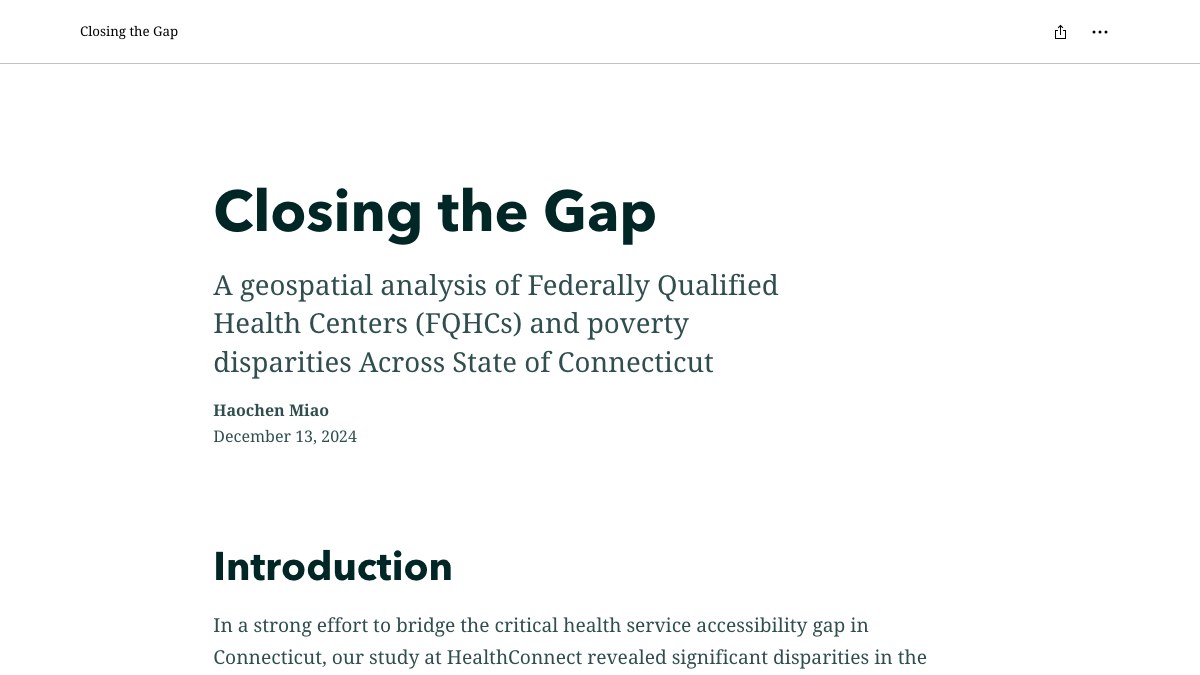 Closing the Gap
Closing the Gap
A geospatial analysis of Federally Qualified
Health Centers (FQHCs) and poverty
disparities Across State of Connecticut
Haochen Miao
December 13, 2024
Introduction
In a strong effort to bridge the critical health service accessibility gap in
Connecticut, our study at HealthConnect revealed significant disparities in the